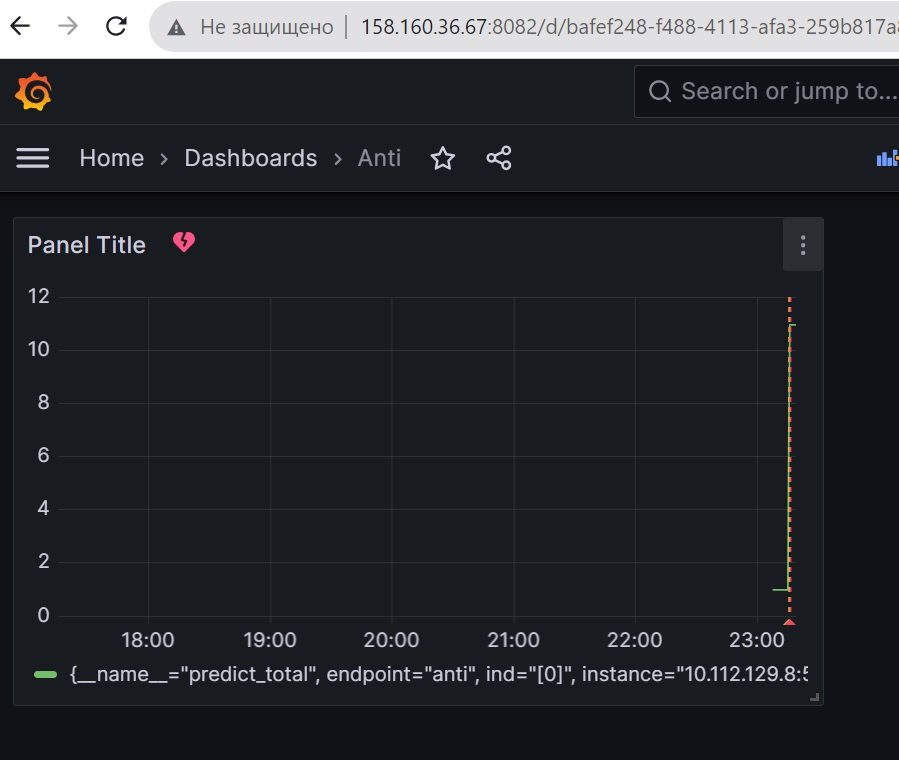 Не защищено 158.160.36.67:8082/d/bafef248-f488-4113-afa3-259b817a
Search or jump to...
Home › Dashboards › Anti
Panel Title
12
10
8
6
4
2
0
18:00 19:00 20:00 21:00 22:00 23:00
{__name__="predict_total", endpoint="anti", ind="[0]", instance="10.112.129.8:5